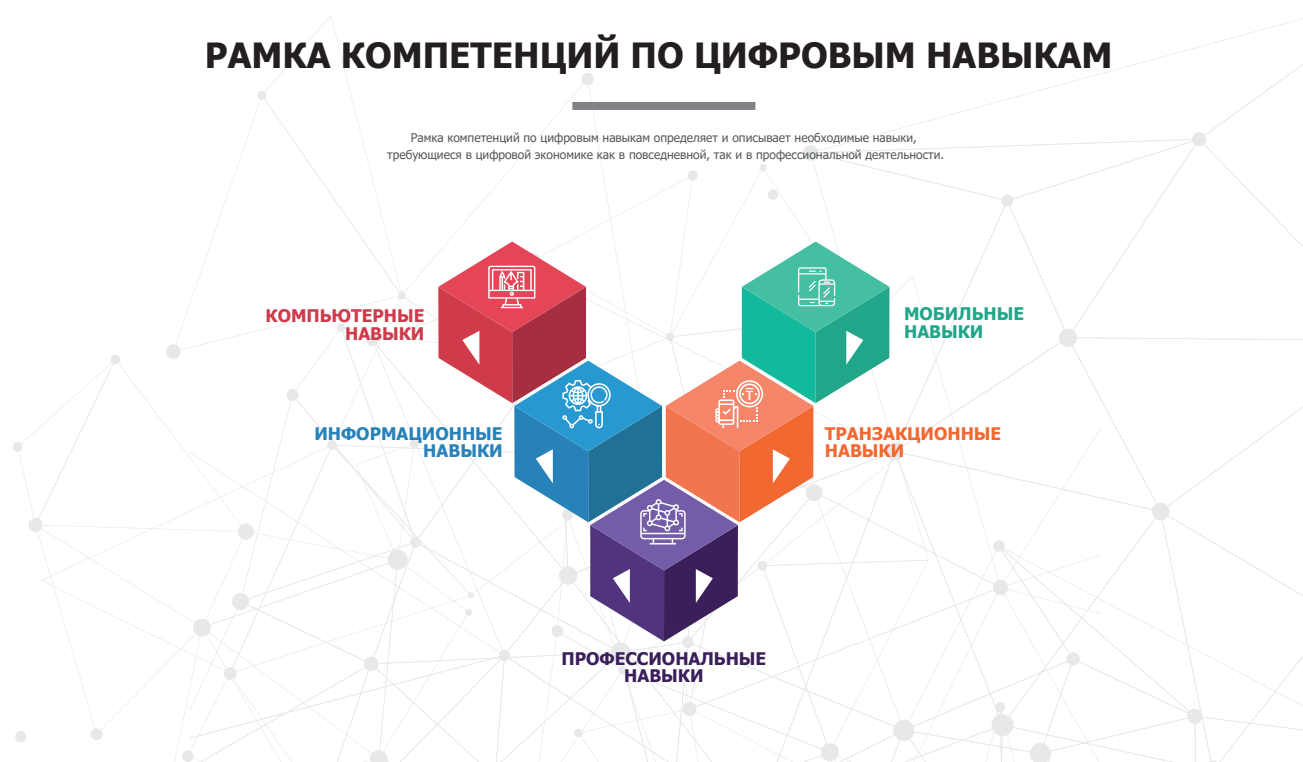 РАМКА КОМПЕТЕНЦИЙ ПО ЦИФРОВЫМ НАВЫКАМ
Рамка компетенций по цифровым навыкам определяет и описывает необходимые навыки,
требующиеся в цифровой экономике как в повседневной, так и в профессиональной деятельности.
КОМПЬЮТЕРНЫЕ
НАВЫКИ
МОБИЛЬНЫЕ
НАВЫКИ
ИНФОРМАЦИОННЫЕ
НАВЫКИ
ТРАНЗАКЦИОННЫЕ
НАВЫКИ
ПРОФЕССИОНАЛЬНЫЕ
НАВЫКИ